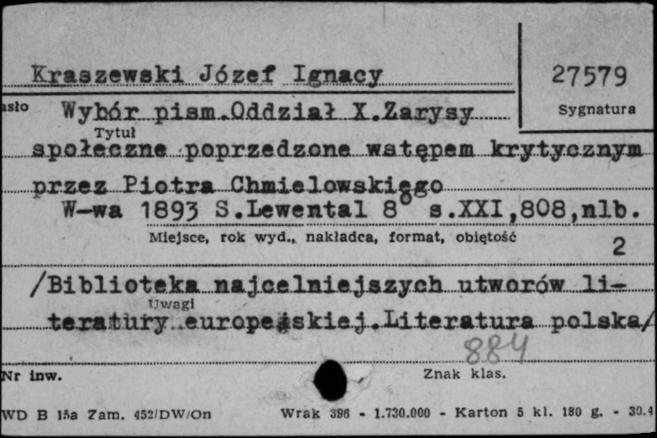 Kraszewski Józef Ignacy
27579
Sygnatura
asło
Wybór pism.Oddział X.Zarysy
Tytuł
społeczne poprzedzone wstępem krytycznym
przez Piotra Chmielowskiego
W-wa 1893 S.Lewental 8° s.XXI,808,nlb.
Miejsce, rok wyd., nakładca, format, objętość
2
/Biblioteka najcelniejszych utworów li-
Uwagi
teratury europejskiej.Literatura polska/
884
Nr inw.
Znak klas.
WD B 15a Zam. 452/DW/On
Wrak 396 - 1.730.000 - Karton 5 kl. 180 g. - 30.4